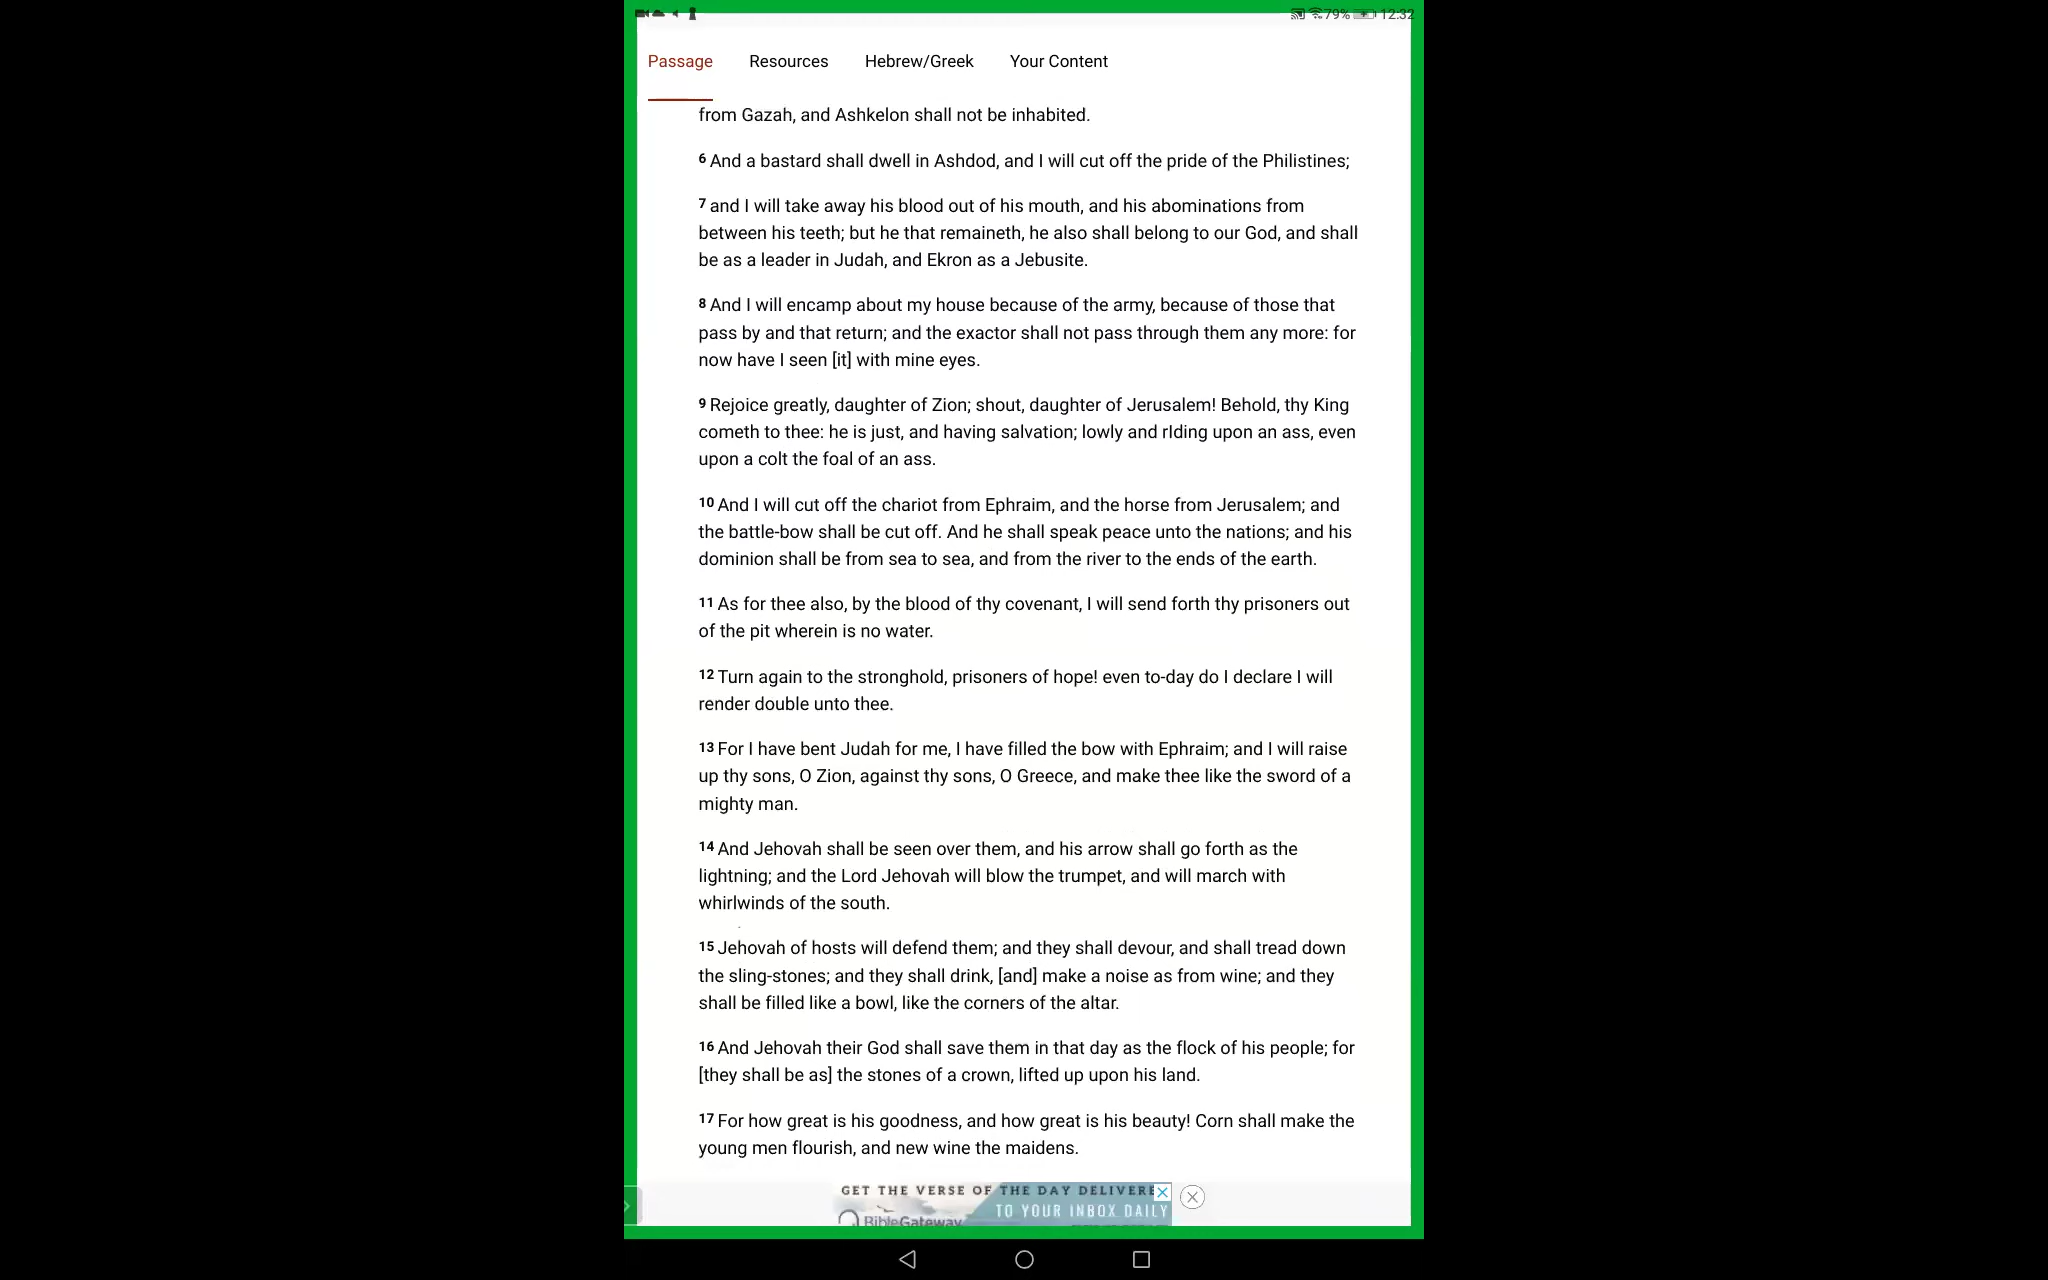 79% 12:32
Passage Resources Hebrew/Greek Your Content
from Gazah, and Ashkelon shall not be inhabited.
6 And a bastard shall dwell in Ashdod, and I will cut off the pride of the Philistines;
7 and I will take away his blood out of his mouth, and his abominations from
between his teeth; but he that remaineth, he also shall belong to our God, and shall
be as a leader in Judah, and Ekron as a Jebusite.
8 And I will encamp about my house because of the army, because of those that
pass by and that return; and the exactor shall not pass through them any more: for
now have I seen [it] with mine eyes.
9 Rejoice greatly, daughter of Zion; shout, daughter of Jerusalem! Behold, thy King
cometh to thee: he is just, and having salvation; lowly and rIding upon an ass, even
upon a colt the foal of an ass.
10 And I will cut off the chariot from Ephraim, and the horse from Jerusalem; and
the battle-bow shall be cut off. And he shall speak peace unto the nations; and his
dominion shall be from sea to sea, and from the river to the ends of the earth.
11 As for thee also, by the blood of thy covenant, I will send forth thy prisoners out
of the pit wherein is no water.
12 Turn again to the stronghold, prisoners of hope! even to-day do I declare I will
render double unto thee.
13 For I have bent Judah for me, I have filled the bow with Ephraim; and I will raise
up thy sons, O Zion, against thy sons, O Greece, and make thee like the sword of a
mighty man.
14 And Jehovah shall be seen over them, and his arrow shall go forth as the
lightning; and the Lord Jehovah will blow the trumpet, and will march with
whirlwinds of the south.
15 Jehovah of hosts will defend them; and they shall devour, and shall tread down
the sling-stones; and they shall drink, [and] make a noise as from wine; and they
shall be filled like a bowl, like the corners of the altar.
16 And Jehovah their God shall save them in that day as the flock of his people; for
[they shall be as] the stones of a crown, lifted up upon his land.
17 For how great is his goodness, and how great is his beauty! Corn shall make the
young men flourish, and new wine the maidens.
GET THE VERSE OF THE DAY DELIVERE
TO YOUR INBOX DAILY
BibleGateway